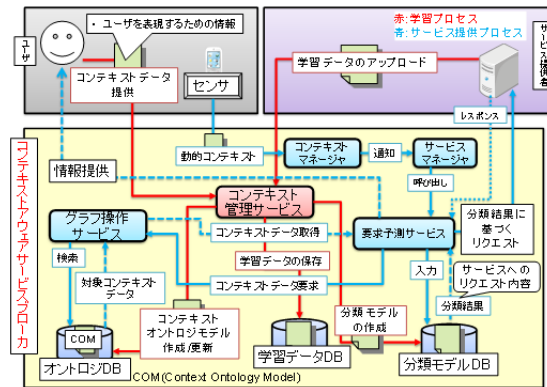 ・ユーザを表現するための情報
ユーザ
コンテキストデータ
提供
センサ
赤:学習プロセス
青:サービス提供プロセス
学習データのアップロード
サービス提供者
レスポンス
動的コンテキスト
コンテキスト
マネージャ
通知
サービス
マネージャ
情報提供
呼び出し
コンテキストアウェアサービスブローカ
コンテキスト
管理サービス
グラフ操作
サービス
コンテキストデータ取得
要求予測サービス
分類結果に
基づく
リクエスト
学習データの保存
検索
対象コンテキスト
データ
コンテキストデータ要求
入力
サービスへの
リクエスト内容
分類結果
コンテキスト
オントロジモデル
作成/更新
分類モデル
の作成
COM
オントロジDB
学習データDB
分類モデルDB
COM(Context Ontology Model)